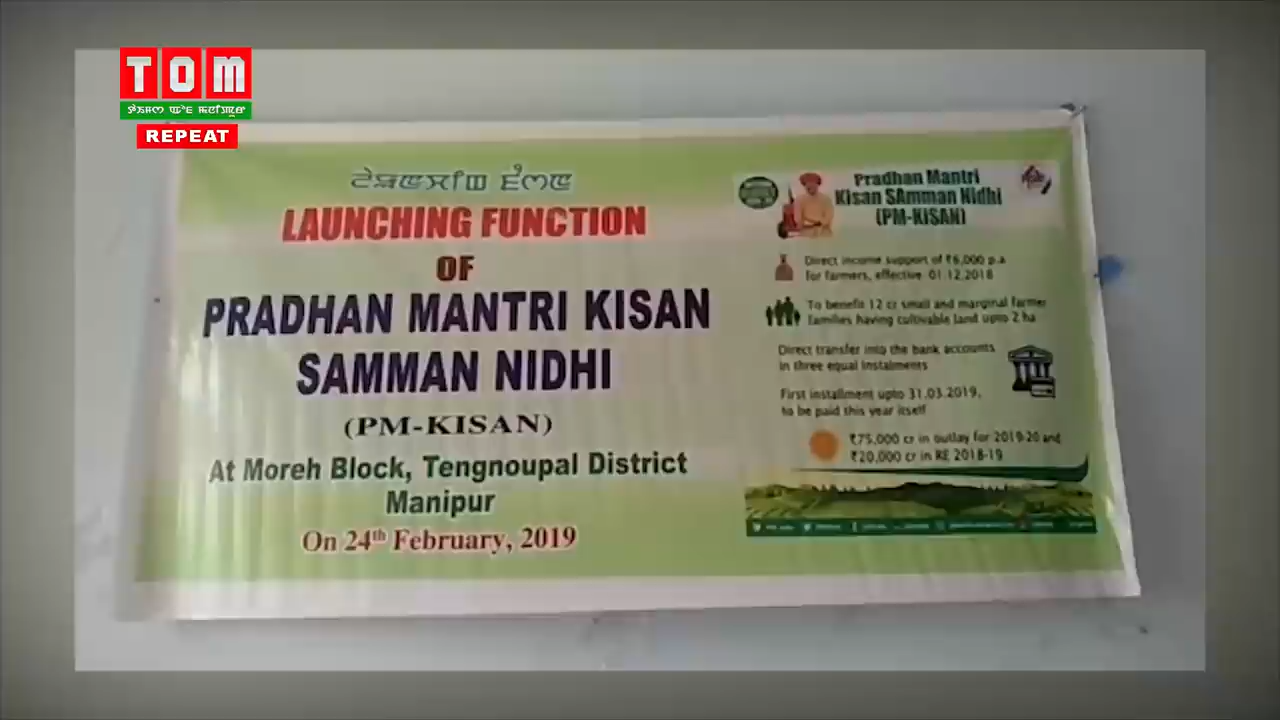 TOM
REPEAT
LAUNCHING FUNCTION
OF
PRADHAN MANTRI KISAN
SAMMAN NIDHI
(PM-KISAN)
At Moreh Block, Tengnoupal District
Manipur
On 24th February, 2019
Pradhan Mantri
Kisan SAmman Nidhi
(PM-KISAN)
Direct income support of ₹6,000 p.a
for farmers, effective 01.12.2018
To benefit 12 cr small and marginal farmer
families having cultivable land upto 2 ha
Direct transfer into the bank accounts
in three equal instalments
First installment upto 31.03.2019,
to be paid this year itself
₹75,000 cr in outlay for 2019-20 and
₹20,000 cr in RE 2018-19